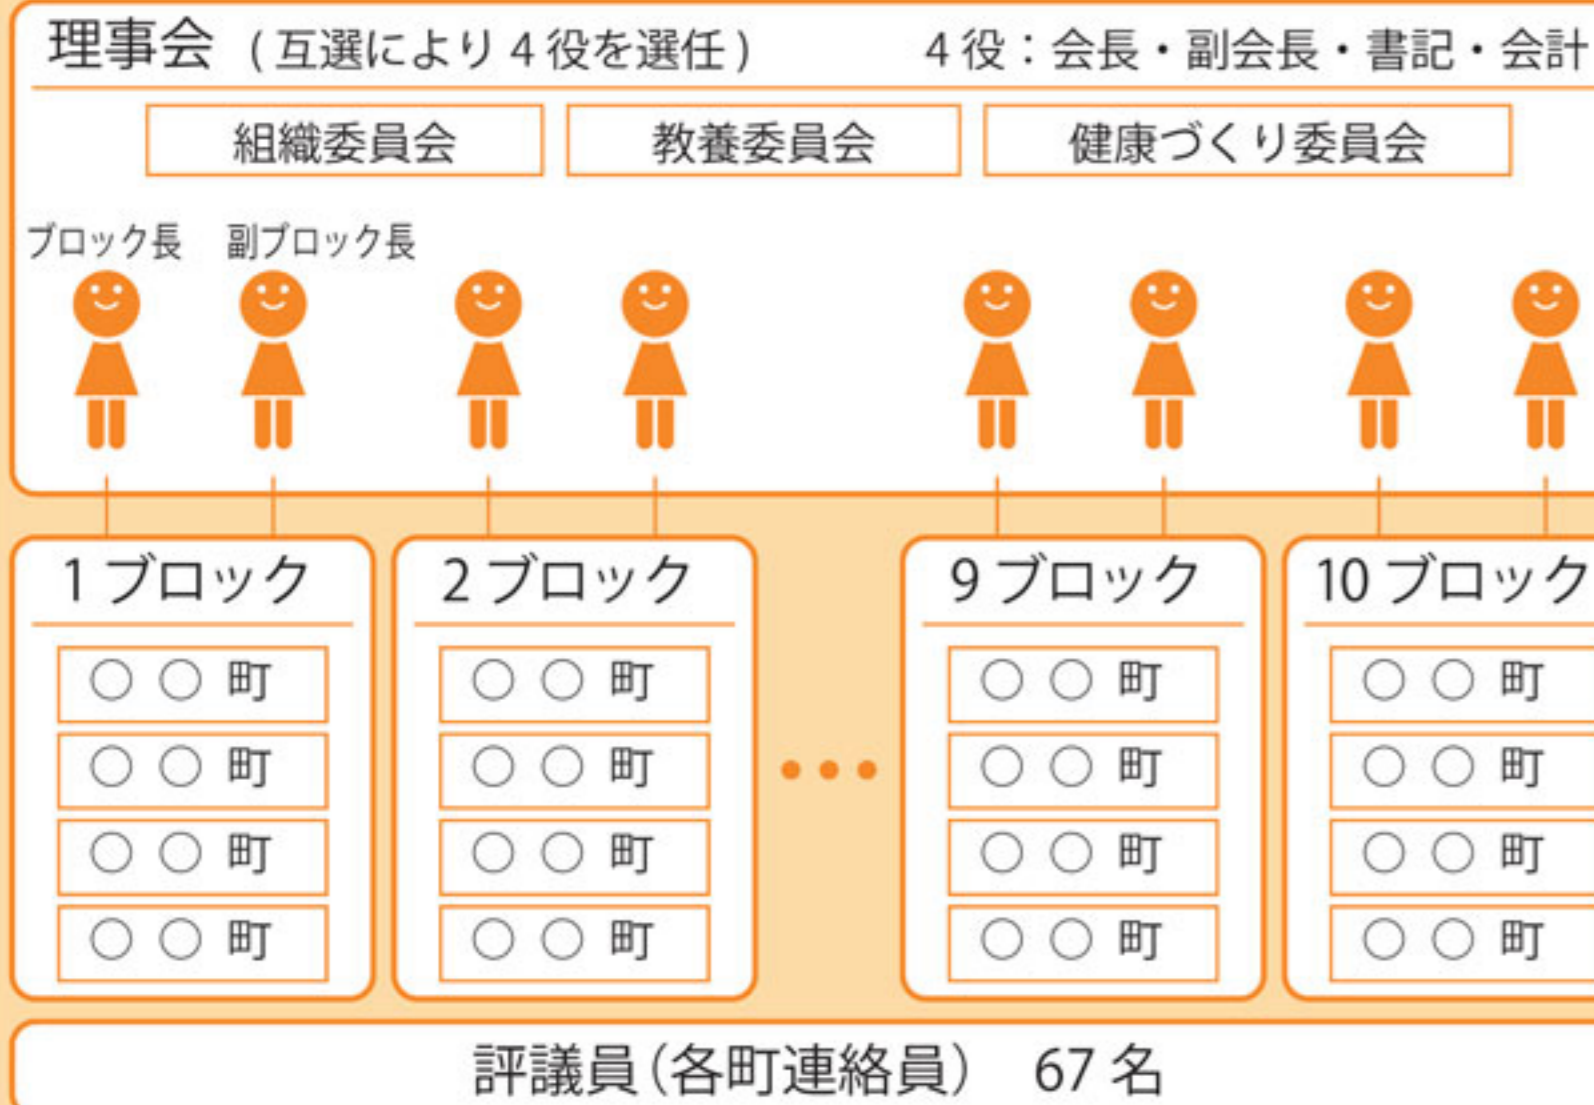 理事会 (互選により4役を選任) 4役：会長・副会長・書記・会計
組織委員会 教養委員会 健康づくり委員会
ブロック長 副ブロック長
1ブロック 2ブロック 9ブロック 10ブロック
○○町 ○○町 ○○町 ○○町
○○町 ○○町 ○○町 ○○町
○○町 ○○町 ○○町 ○○町
○○町 ○○町 ○○町 ○○町
評議員（各町連絡員） 67名